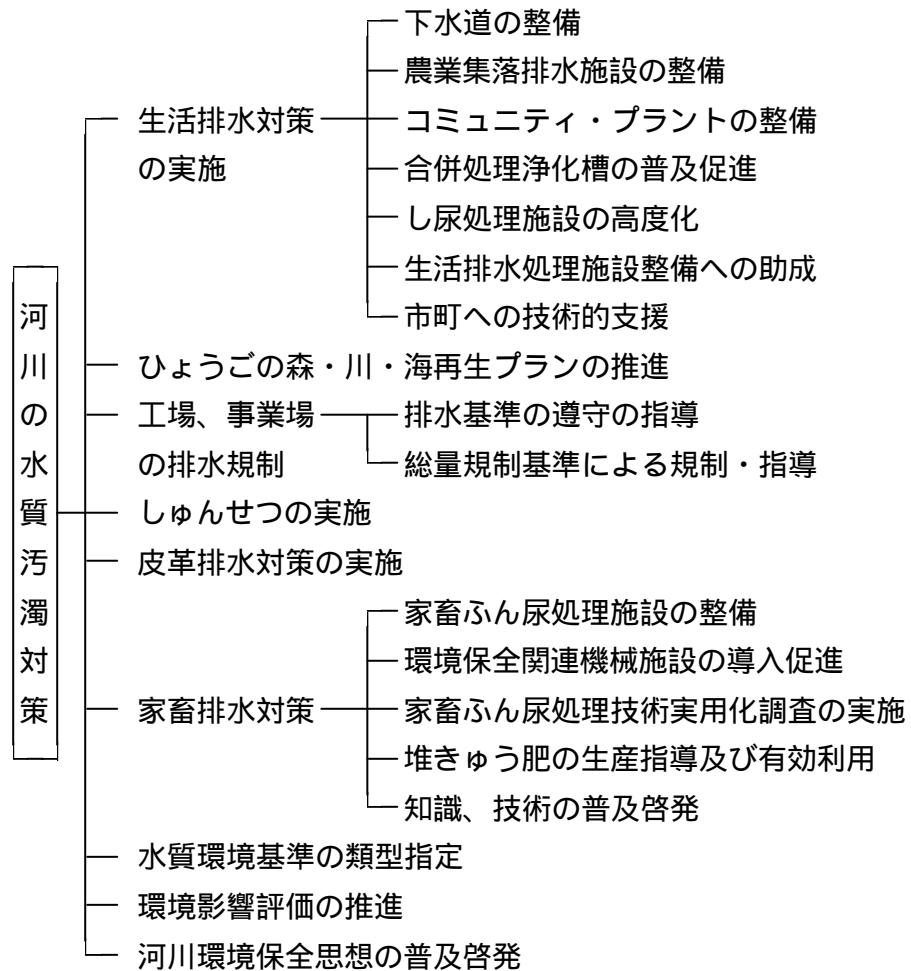 河川の水質汚濁対策
生活排水対策
の実施
下水道の整備
農業集落排水施設の整備
コミュニティ・プラントの整備
合併処理浄化槽の普及促進
し尿処理施設の高度化
生活排水処理施設整備への助成
市町への技術的支援
ひょうごの森・川・海再生プランの推進
工場、事業場
の排水規制
排水基準の遵守の指導
総量規制基準による規制・指導
しゅんせつの実施
皮革排水対策の実施
家畜排水対策
家畜ふん尿処理施設の整備
環境保全関連機械施設の導入促進
家畜ふん尿処理技術実用化調査の実施
堆きゅう肥の生産指導及び有効利用
知識、技術の普及啓発
水質環境基準の類型指定
環境影響評価の推進
河川環境保全思想の普及啓発